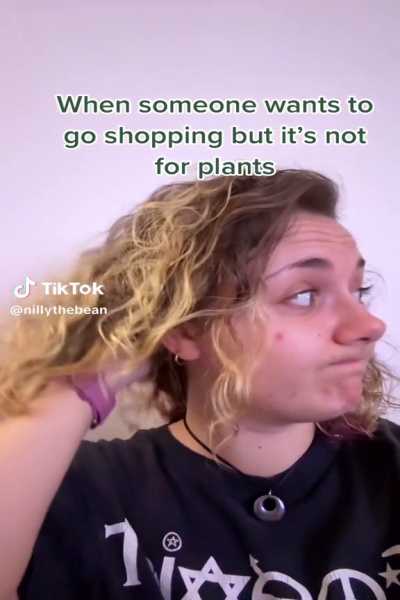 When someone wants to
go shopping but it's not
for plants
TikTok
@nillythebean